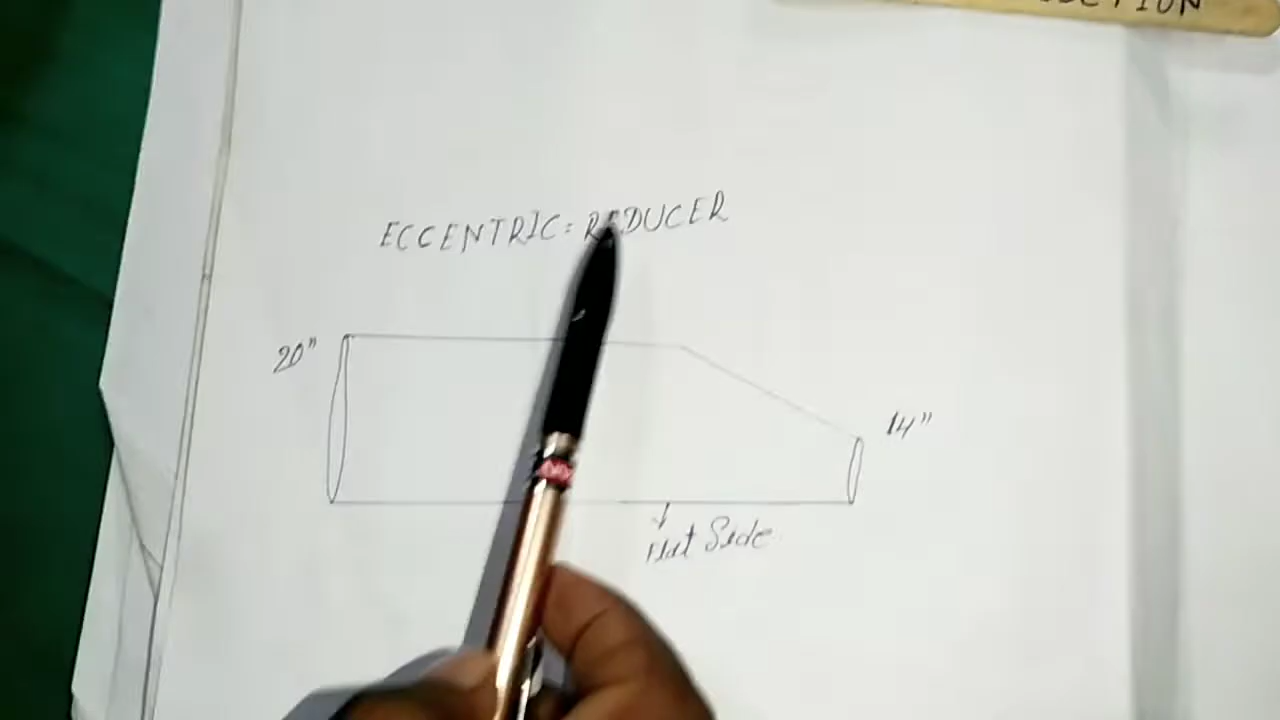 ECCENTRIC = REDUCER
20"
14"
Flat Side